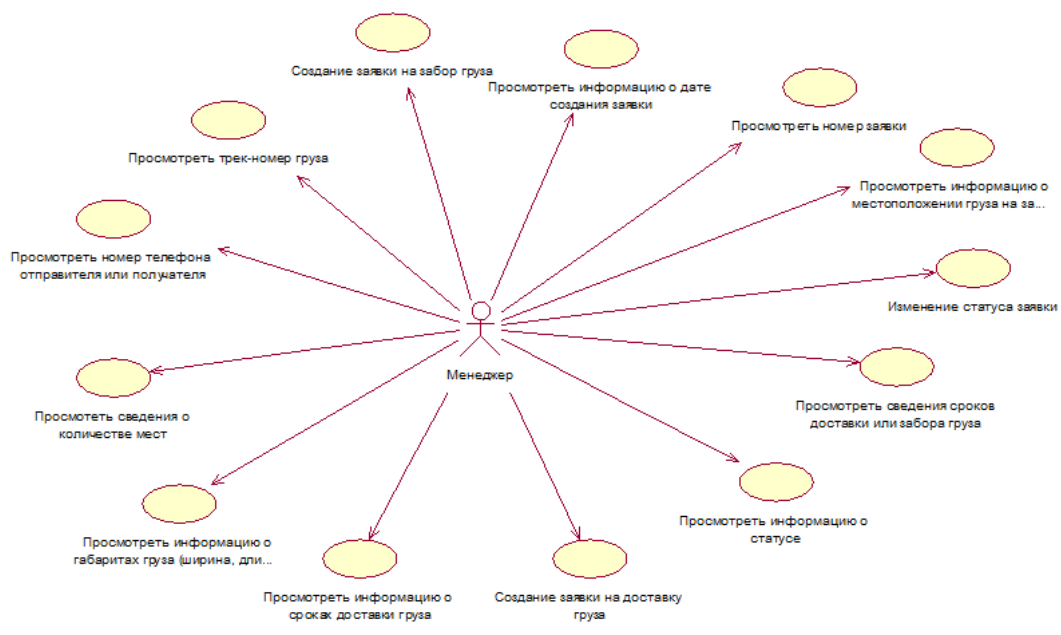 Создание заявки на забор груза
Просмотреть информацию о дате
создания заявки
Просмотреть номер заявки
Просмотреть трек-номер груза
Просмотреть информацию о
местоположении груза на за...
Просмотреть номер телефона
отправителя или получателя
Изменение статуса заявки
Менеджер
Просмотеть сведения о
количестве мест
Просмотреть сведения сроков
доставки или забора груза
Просмотреть информацию о
статусе
Просмотреть информацию о
габаритах груза (ширина, дли...
Просмотреть информацию о
сроках доставки груза
Создание заявки на доставку
груза